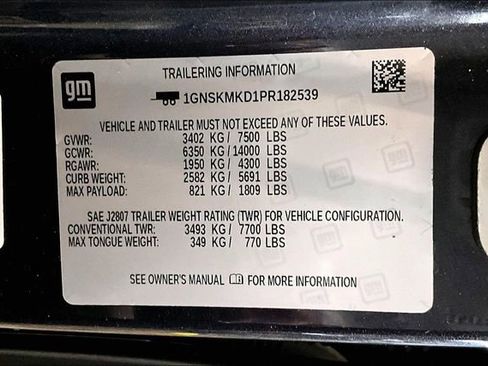 gm
TRAILERING INFORMATION
1GNSKMKD1PR182539
VEHICLE AND TRAILER MUST NOT EXCEED ANY OF THESE VALUES.
GVWR: 3402 KG / 7500 LBS
GCWR: 6350 KG / 14000 LBS
RGAWR: 1950 KG / 4300 LBS
CURB WEIGHT: 2582 KG / 5691 LBS
MAX PAYLOAD: 821 KG / 1809 LBS
SAE J2807 TRAILER WEIGHT RATING (TWR) FOR VEHICLE CONFIGURATION.
CONVENTIONAL TWR: 3493 KG / 7700 LBS
MAX TONGUE WEIGHT: 349 KG / 770 LBS
SEE OWNER'S MANUAL FOR MORE INFORMATION